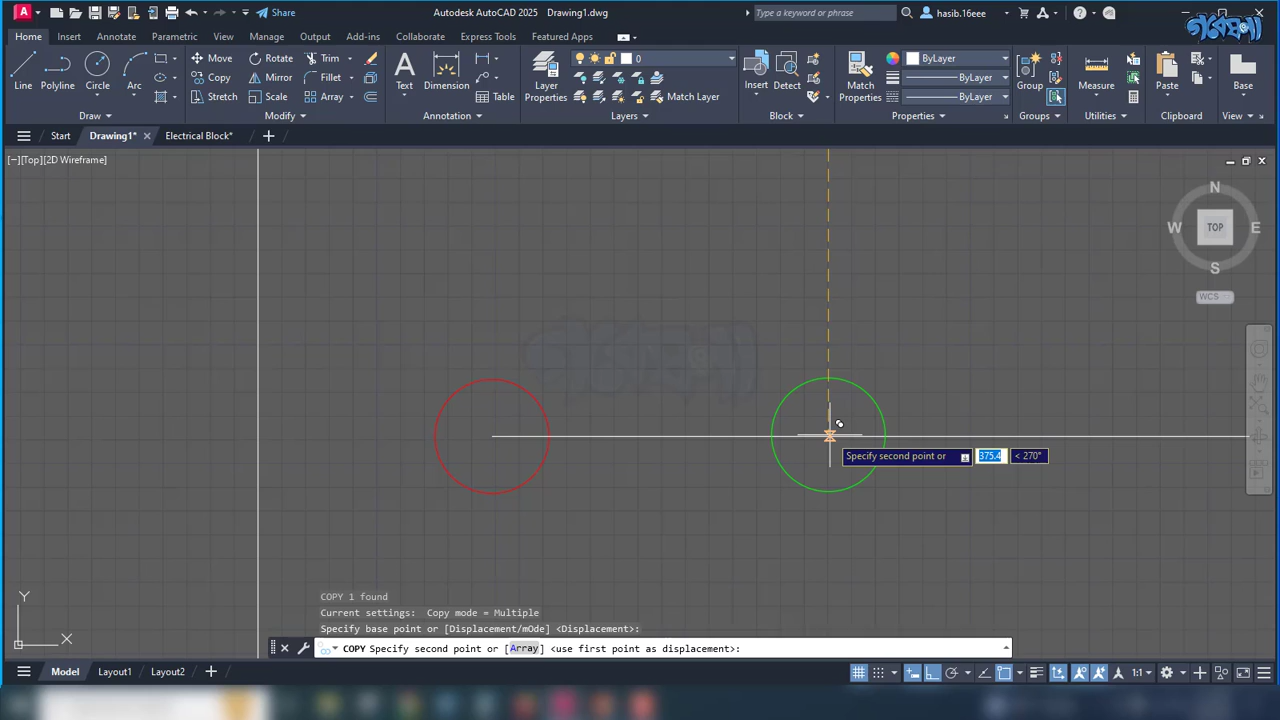 A CAD Share Autodesk AutoCAD 2025 Drawing1.dwg Type a keyword or phrase hasib.16eee ?
গবেষণা
Home Insert Annotate Parametric View Manage Output Add-ins Collaborate Express Tools Featured Apps
Move Rotate Trim 0 ByLayer
Line Polyline Circle Arc Copy Mirror Fillet Text Dimension Layer Properties Insert Detect Match Properties ByLayer Group Measure Paste Base
Stretch Scale Array Table Match Layer ByLayer
Draw Modify Annotation Layers Block Properties Groups Utilities Clipboard View
Start Drawing1* Electrical Block*
[−][Top][2D Wireframe]
N
W TOP E
S
WCS
Specify second point or 375.4 < 270°
Y
X
COPY 1 found
Current settings: Copy mode = Multiple
Specify base point or [Displacement/mOde] <Displacement>:
COPY Specify second point or [Array] <use first point as displacement>:
Model Layout1 Layout2 1:1